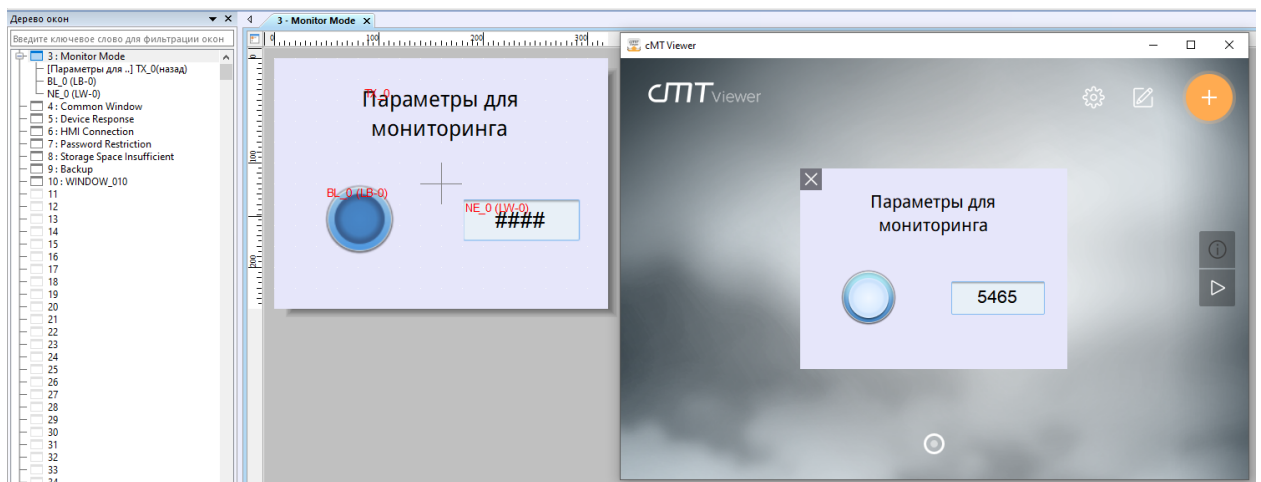 Дерево окон
3 - Monitor Mode
Введите ключевое слово для фильтрации окон
3 : Monitor Mode
[Параметры для ..] TX_0(назад)
BL_0 (LB-0)
NE_0 (LW-0)
4 : Common Window
5 : Device Response
6 : HMI Connection
7 : Password Restriction
8 : Storage Space Insufficient
9 : Backup
10 : WINDOW_010
11
12
13
14
15
16
17
18
19
20
21
22
23
24
25
26
27
28
29
30
31
32
33
34
0
100
200
300
0
100
200
TX_0
Параметры для
мониторинга
BL_0 (LB-0)
NE_0 (LW-0)
####
cMT Viewer
cMT Viewer
Параметры для
мониторинга
5465